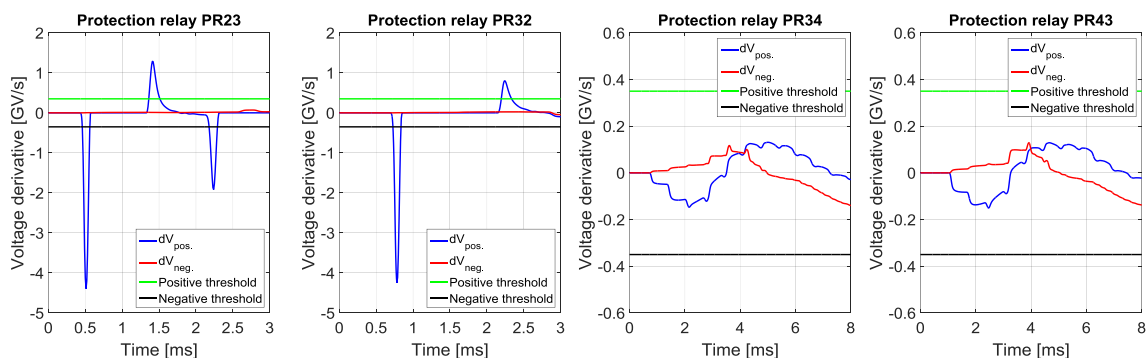 Protection relay PR23
Voltage derivative [GV/s]
2
1
0
-1
-2
-3
-4
-5
0
0.5
1
1.5
2
2.5
3
Time [ms]
dVpos.
dVneg.
Positive threshold
Negative threshold
Protection relay PR32
Voltage derivative [GV/s]
2
1
0
-1
-2
-3
-4
-5
0
0.5
1
1.5
2
2.5
3
Time [ms]
dVpos.
dVneg.
Positive threshold
Negative threshold
Protection relay PR34
Voltage derivative [GV/s]
0.6
0.4
0.2
0
-0.2
-0.4
-0.6
0
2
4
6
8
Time [ms]
dVpos.
dVneg.
Positive threshold
Negative threshold
Protection relay PR43
Voltage derivative [GV/s]
0.6
0.4
0.2
0
-0.2
-0.4
-0.6
0
2
4
6
8
Time [ms]
dVpos.
dVneg.
Positive threshold
Negative threshold